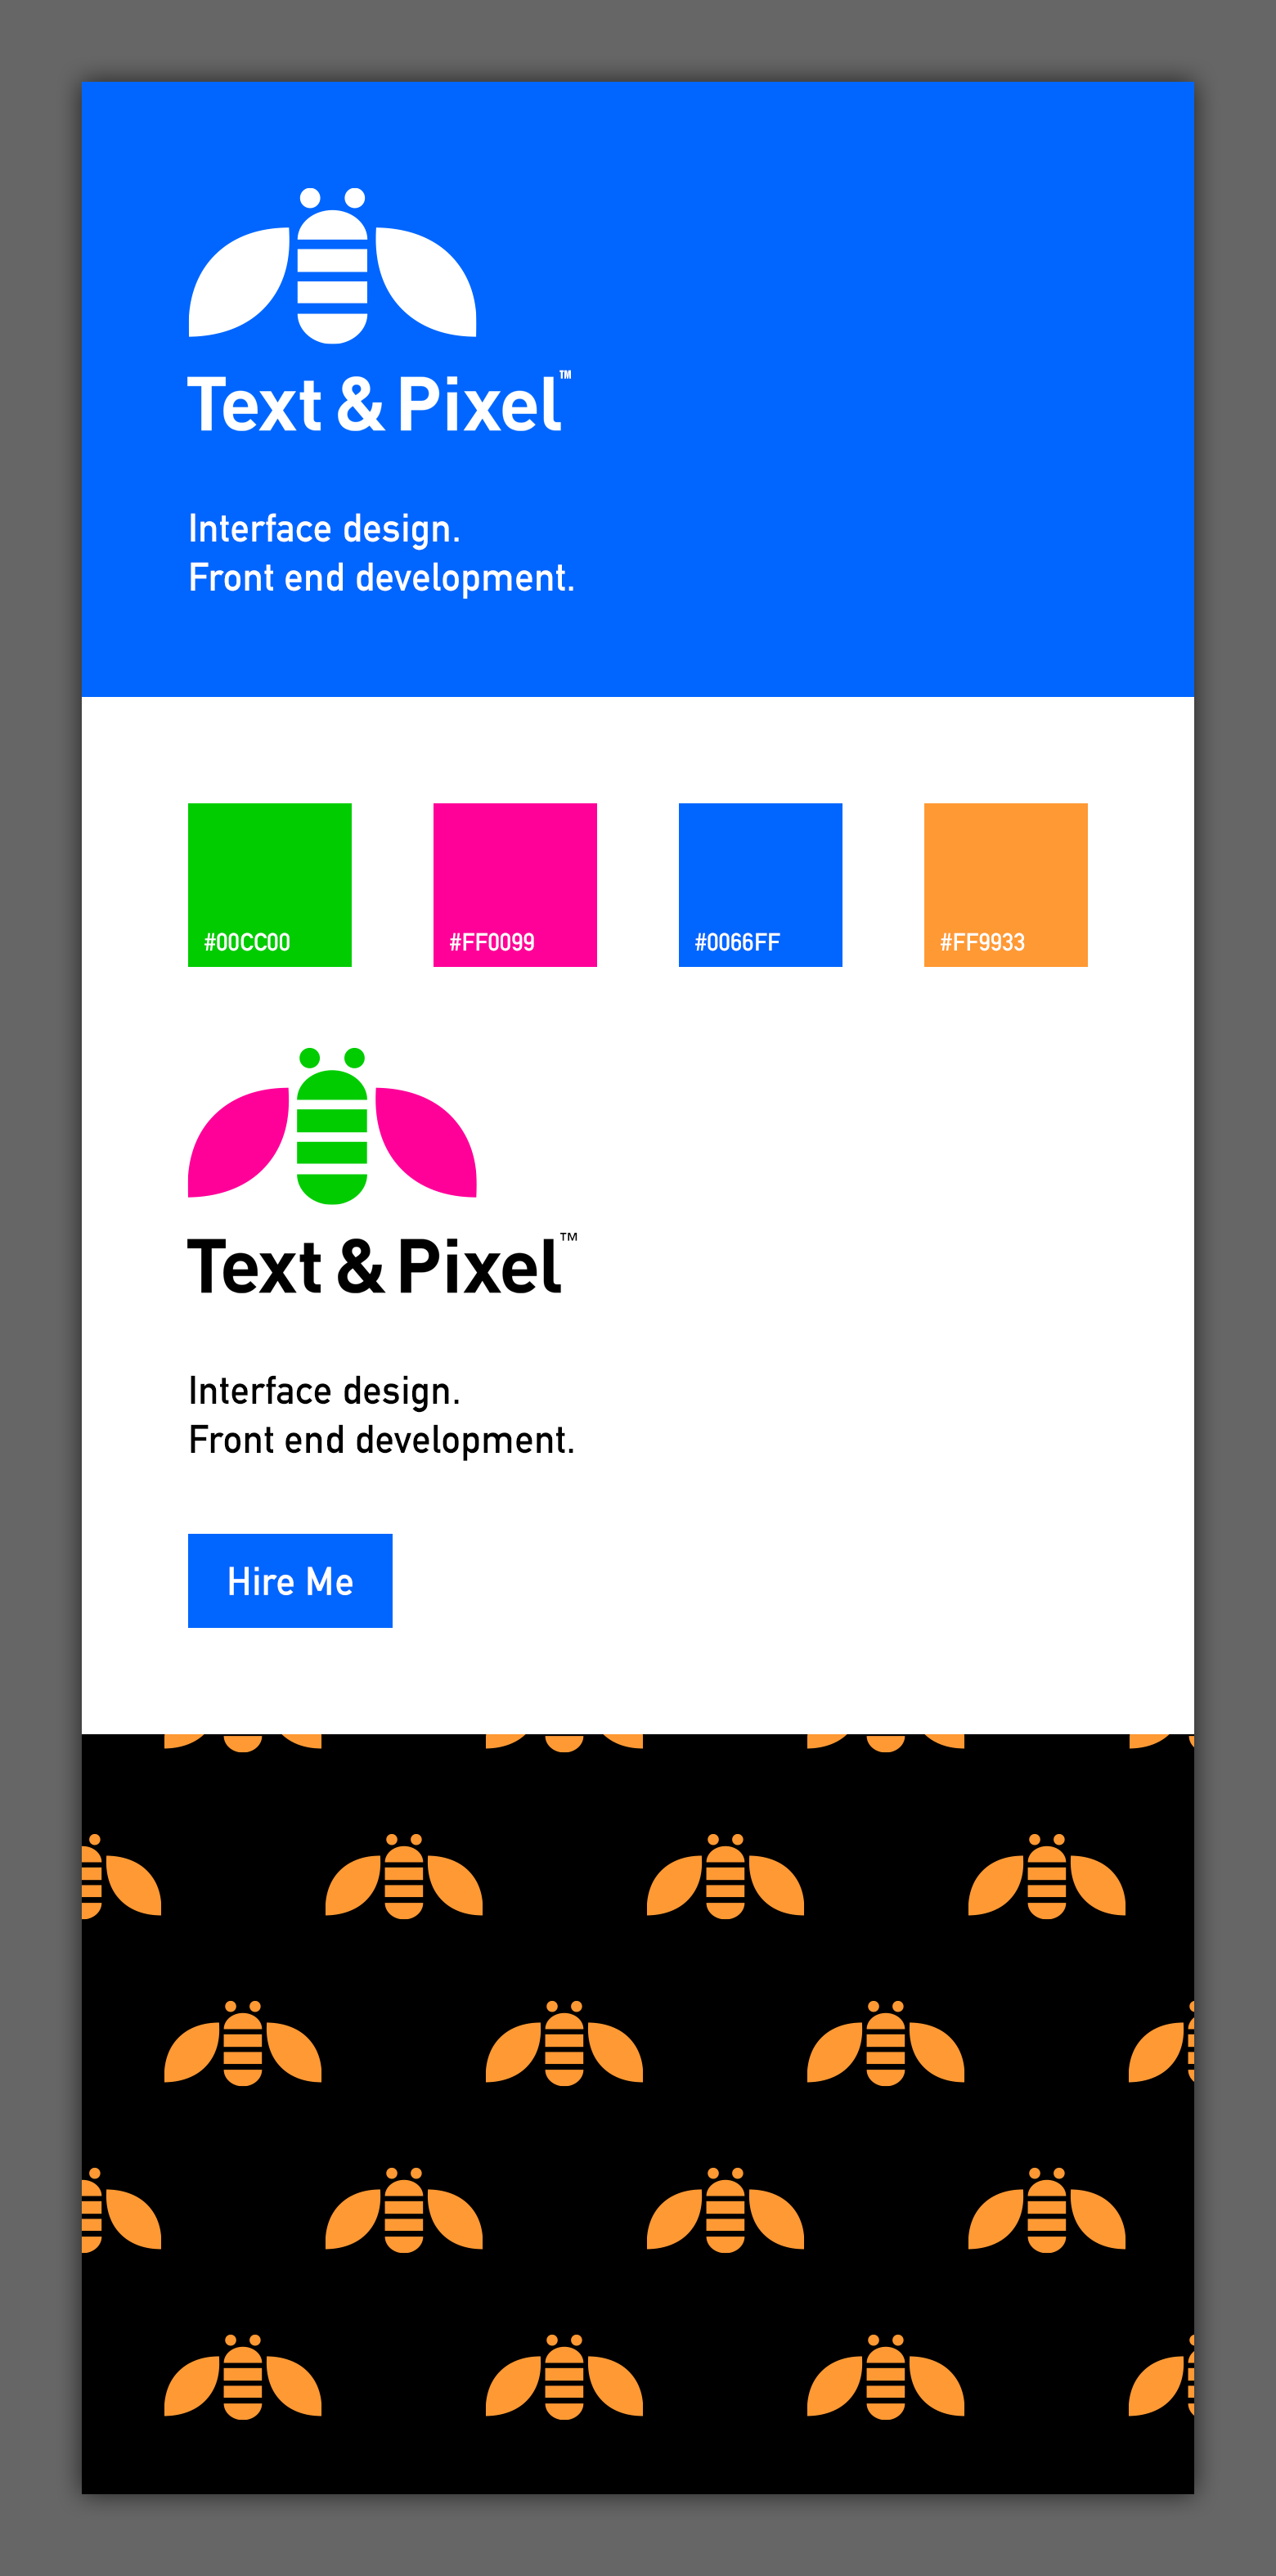 Text & Pixel™
Interface design.
Front end development.
#00CC00
#FF0099
#0066FF
#FF9933
Text & Pixel™
Interface design.
Front end development.
Hire Me